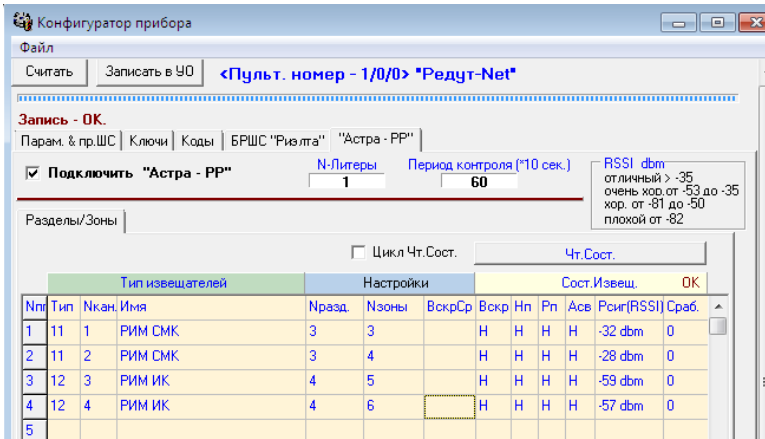 Конфигуратор прибора
Файл
Считать Записать в УО <Пульт. номер - 1/0/0> "Редут-Net"
Запись - ОК.
Парам. & пр.ШС Ключи Коды БРШС "Риэлта" "Астра - РР"
Подключить "Астра - РР" N-Литеры Период контроля (*10 сек.) RSSI dbm
1 60
отличный > -35
очень хор.от -53 до -35
хор. от -81 до -50
плохой от -82
Разделы/Зоны
Цикл Чт.Сост. Чт.Сост.
Тип извещателей Настройки Сост.Извещ. OK
Nпп Тип Nкан. Имя Nразд. Nзоны ВскрСр Вскр Нп Рп Асв Рсиг(RSSI) Сраб.
1 11 1 РИМ СМК 3 3 Н Н Н Н -32 dbm 0
2 11 2 РИМ СМК 3 4 Н Н Н Н -28 dbm 0
3 12 3 РИМ ИК 4 5 Н Н Н Н -59 dbm 0
4 12 4 РИМ ИК 4 6 Н Н Н Н -57 dbm 0
5